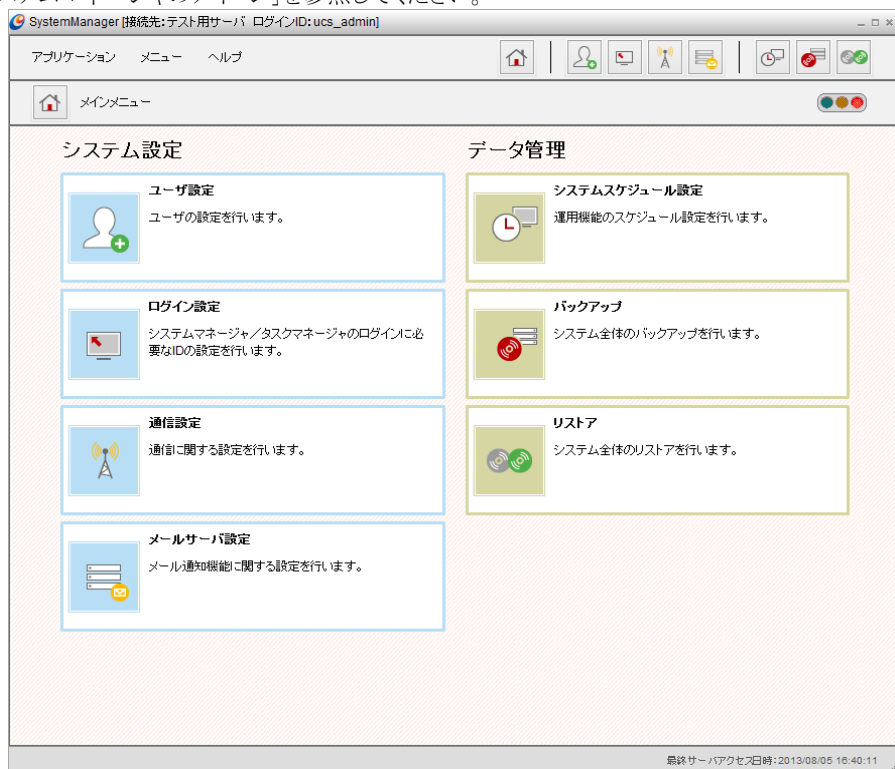 」を参照してください。
SystemManager [接続先:テスト用サーバ ログインID:ucs_admin]
アプリケーション メニュー ヘルプ
メインメニュー
システム設定
ユーザ設定
ユーザの設定を行います。
ログイン設定
システムマネージャ/タスクマネージャのログインに必
要なIDの設定を行います。
通信設定
通信に関する設定を行います。
メールサーバ設定
メール通知機能に関する設定を行います。
データ管理
システムスケジュール設定
運用機能のスケジュール設定を行います。
バックアップ
システム全体のバックアップを行います。
リストア
システム全体のリストアを行います。
最終サーバアクセス日時:2013/08/05 16:40:11